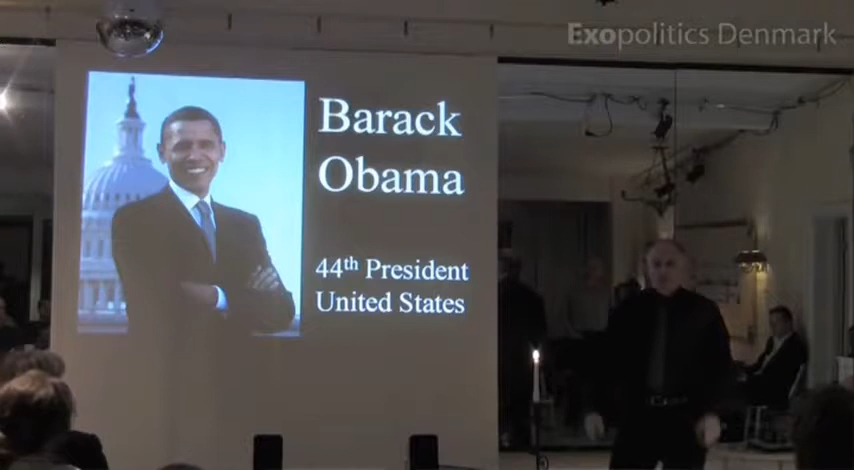 Exopolitics Denmark
Barack
Obama
44th President
United States